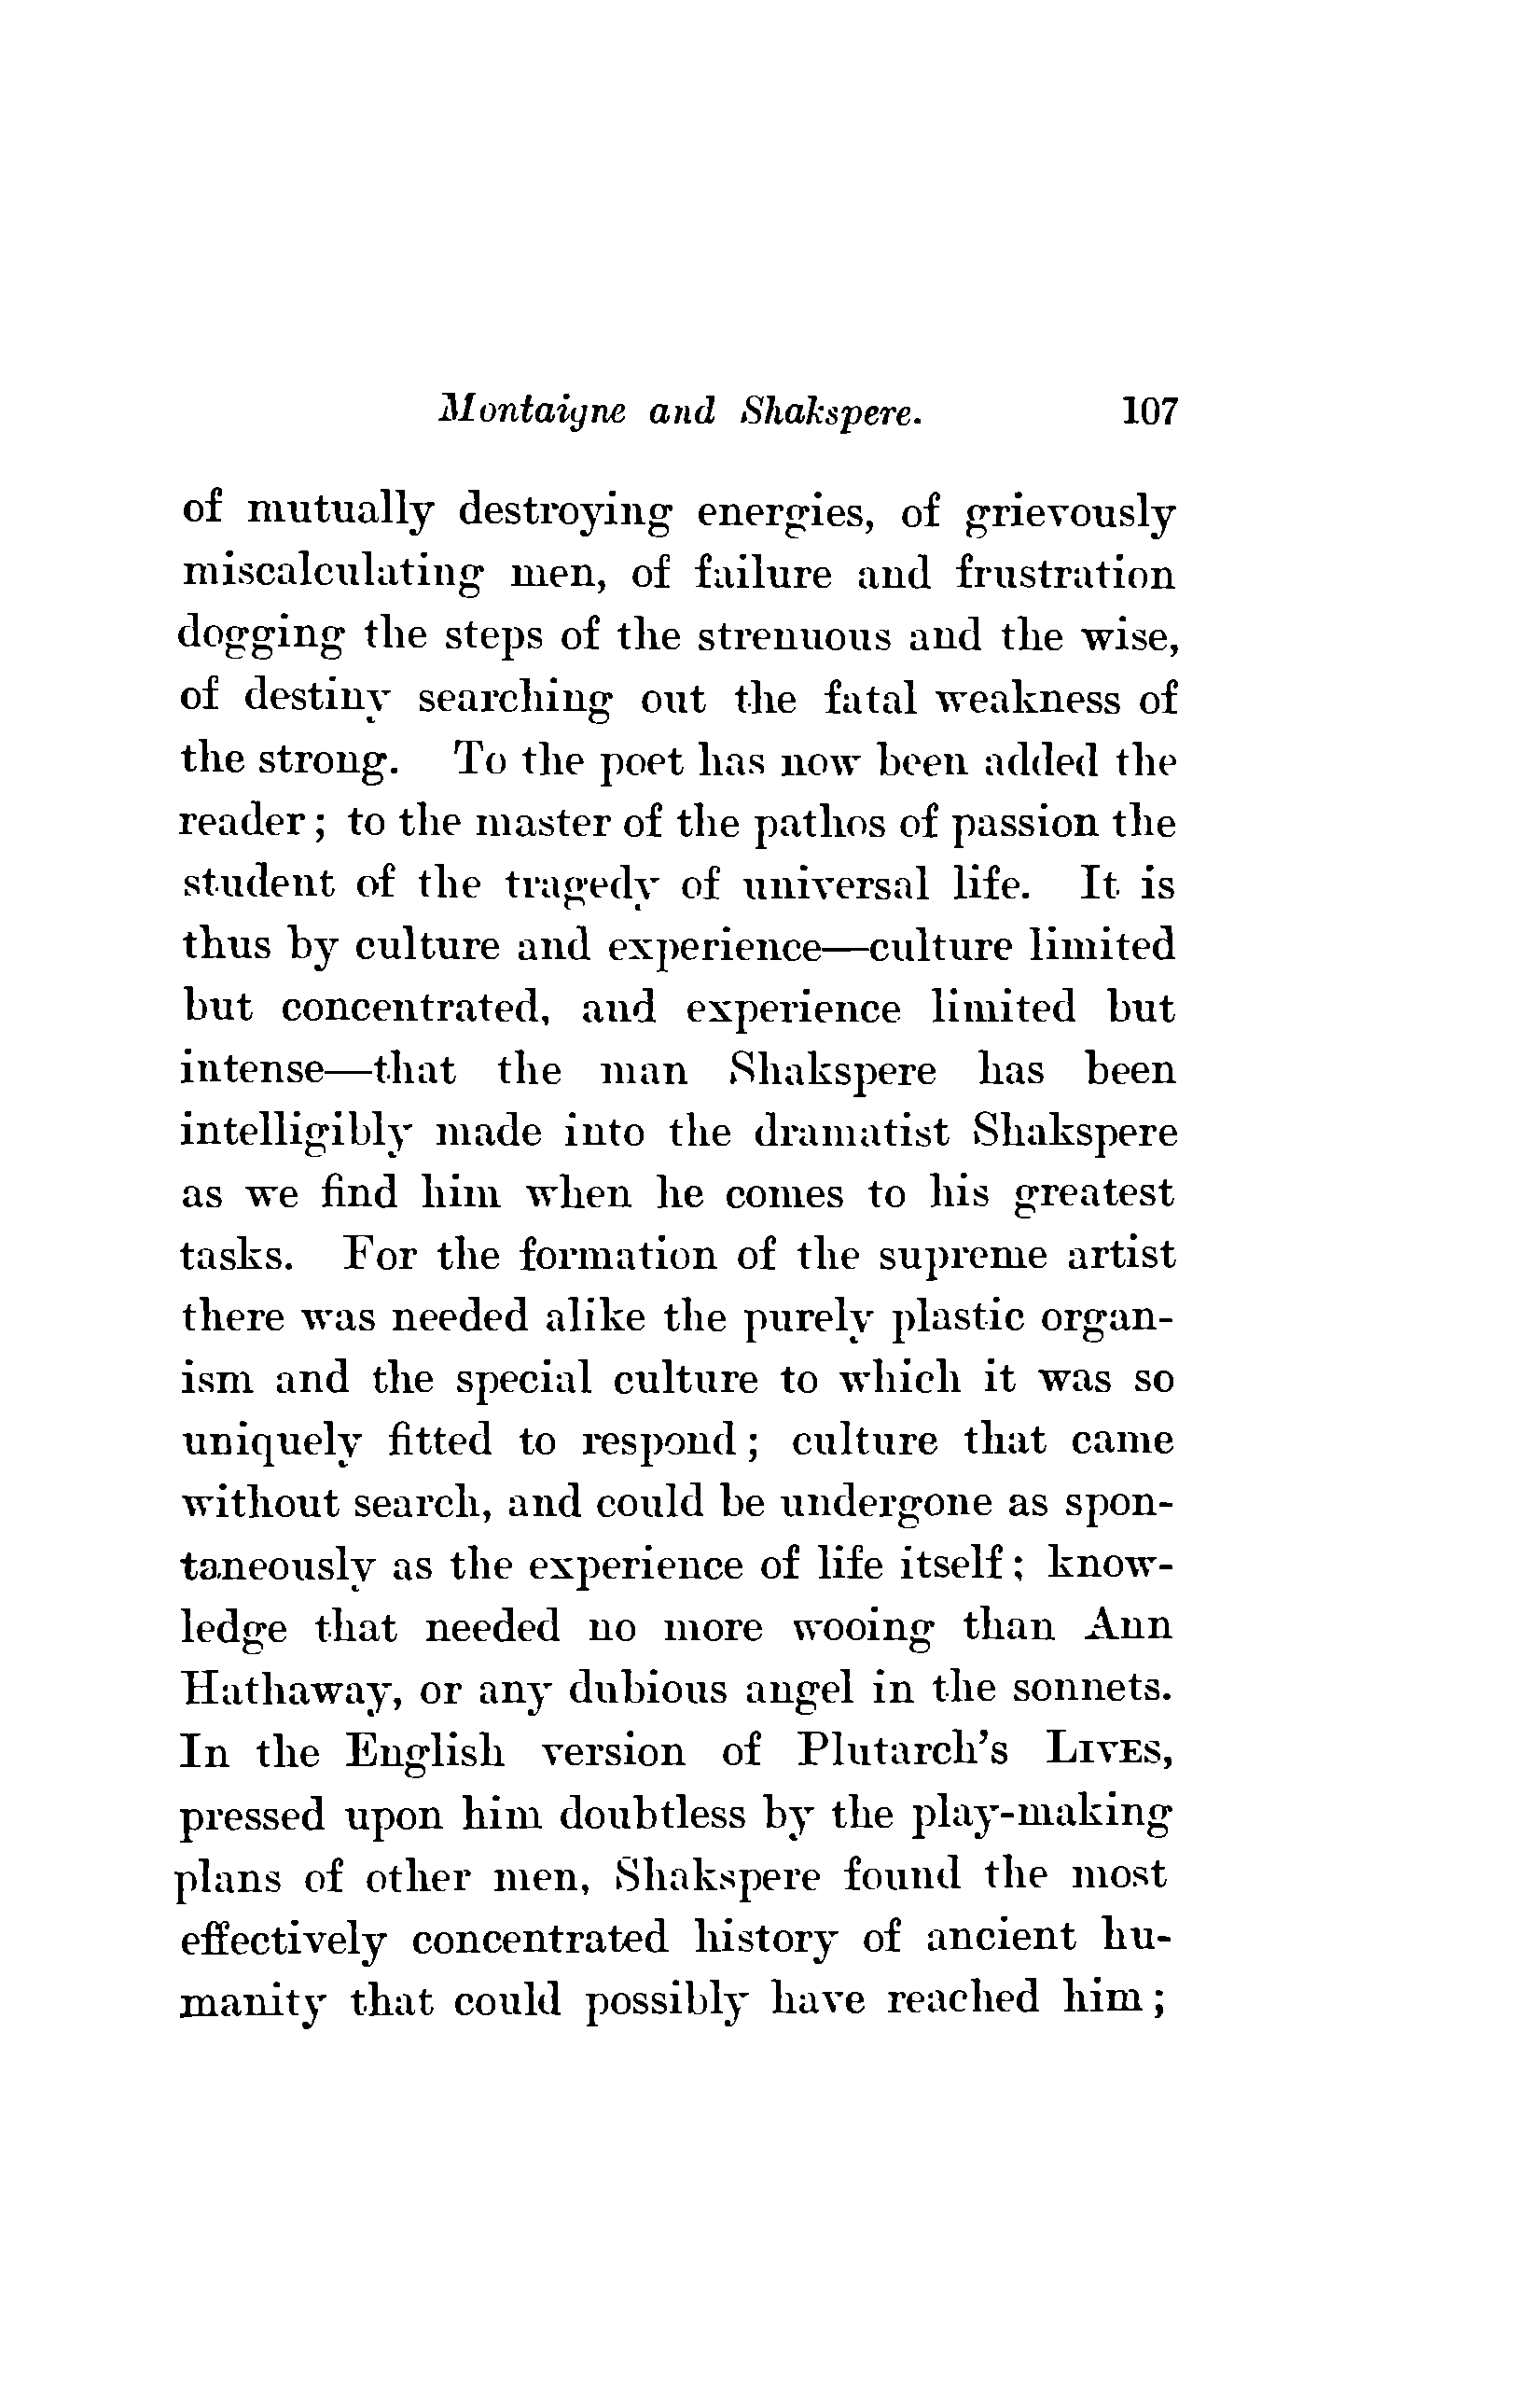 Montaigne and Shakspere. 107
of mutually destroying energies, of grievously
miscalculating men, of failure and frustration
dogging the steps of the strenuous and the wise,
of destiny searching out the fatal weakness of
the strong. To the poet has now been added the
reader; to the master of the pathos of passion the
student of the tragedy of universal life. It is
thus by culture and experience—culture limited
but concentrated, and experience limited but
intense—that the man Shakspere has been
intelligibly made into the dramatist Shakspere
as we find him when he comes to his greatest
tasks. For the formation of the supreme artist
there was needed alike the purely plastic organ-
ism and the special culture to which it was so
uniquely fitted to respond; culture that came
without search, and could be undergone as spon-
taneously as the experience of life itself; know-
ledge that needed no more wooing than Ann
Hathaway, or any dubious angel in the sonnets.
In the English version of Plutarch's LIVES,
pressed upon him doubtless by the play-making
plans of other men, Shakspere found the most
effectively concentrated history of ancient hu-
manity that could possibly have reached him;